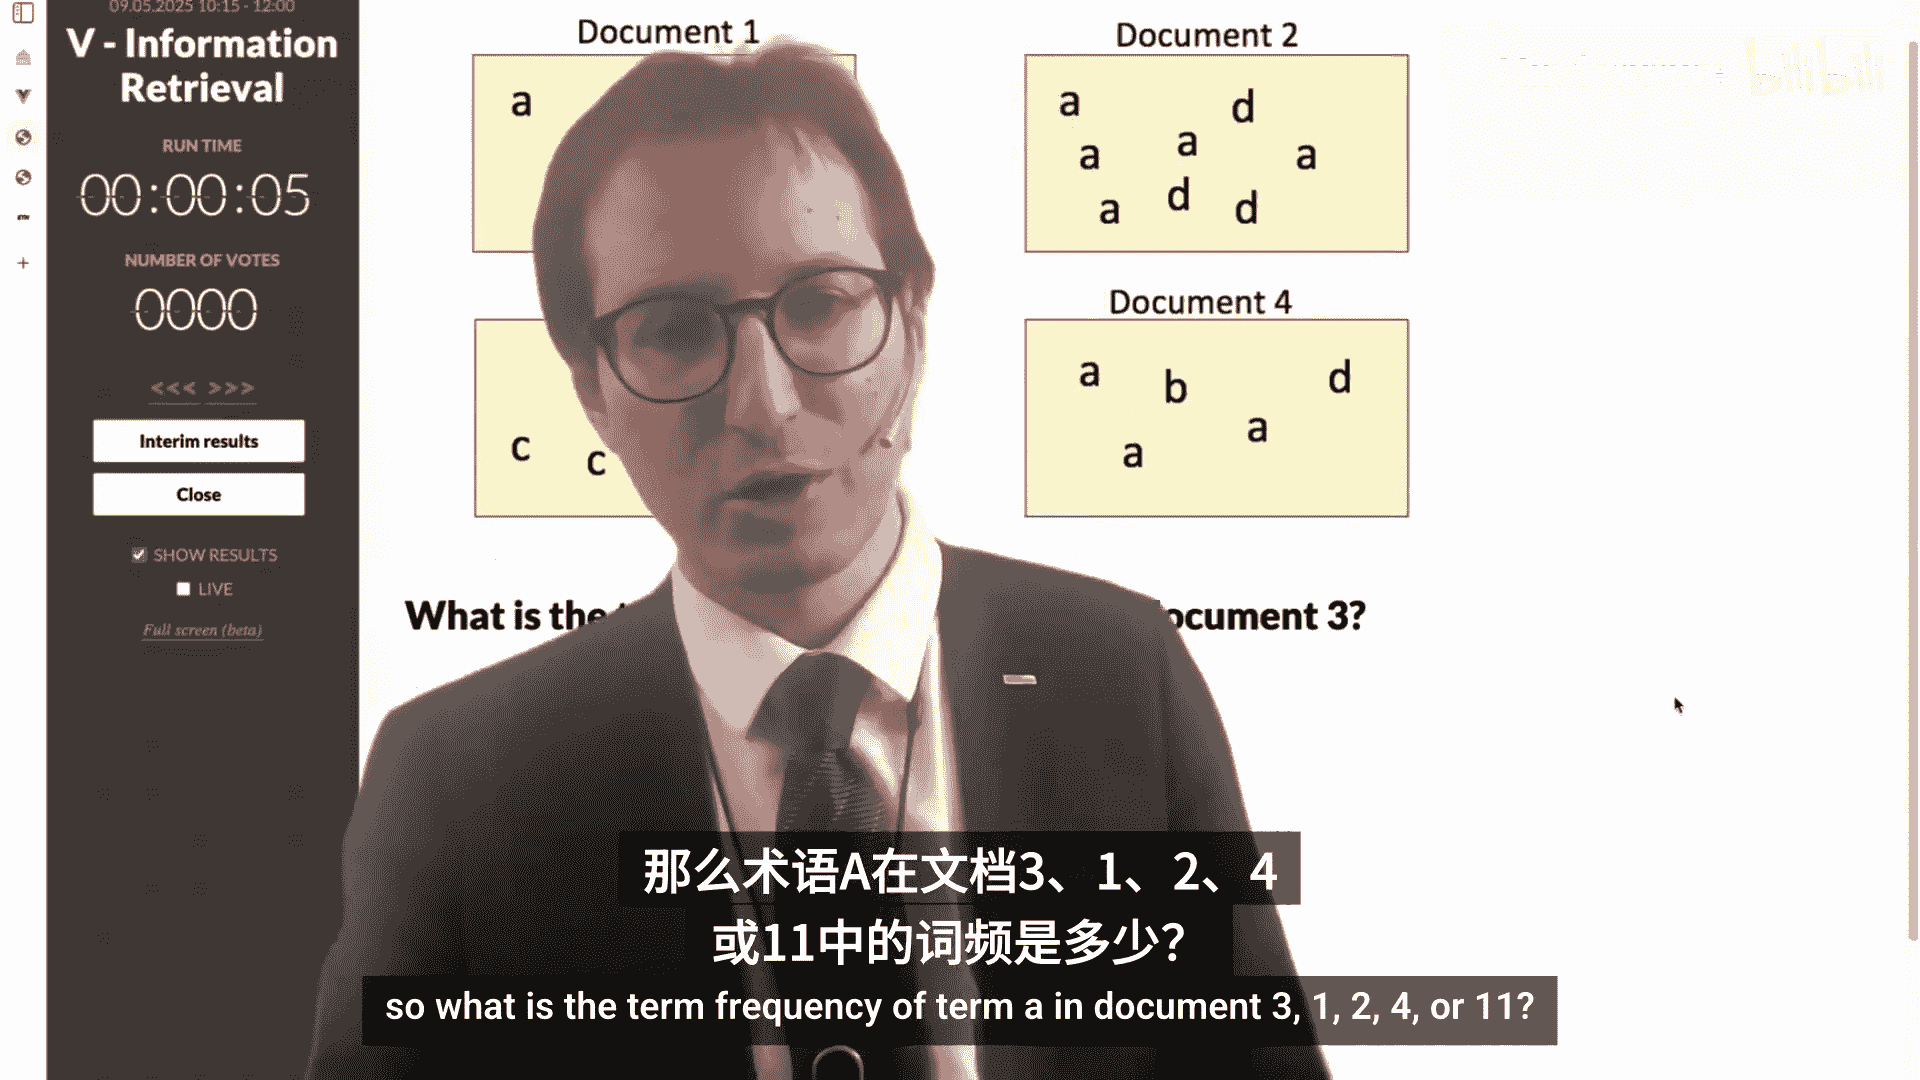 09.05.2025 10:15 - 12:00
V - Information
Retrieval
RUN TIME
00:00:05
NUMBER OF VOTES
0000
<<< >>>
Interim results
Close
SHOW RESULTS
LIVE
Full screen (beta)
Document 1
a
Document 2
a d
a a a
a d d
c c
Document 4
a b d
a a
What is the
ocument 3?
那么术语A在文档3、1、2、4
或11中的词频是多少？
so what is the term frequency of term a in document 3, 1, 2, 4, or 11?
bilibili